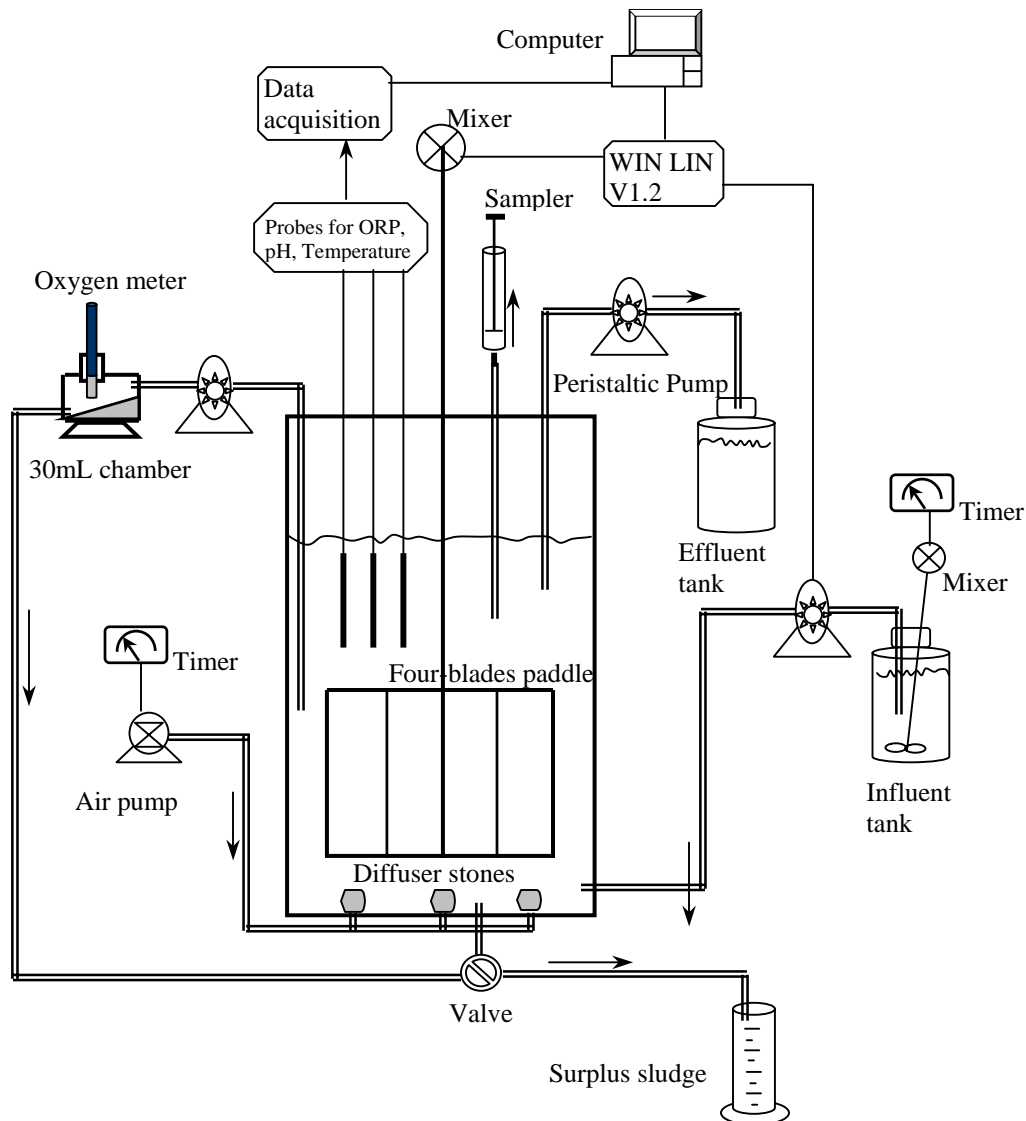 Computer
Data
acquisition
Mixer
WIN LIN
V1.2
Sampler
Probes for ORP,
pH, Temperature
Oxygen meter
Peristaltic Pump
30mL chamber
Timer
Effluent
tank
Mixer
Timer
Four-blades paddle
Air pump
Influent
tank
Diffuser stones
Valve
Surplus sludge